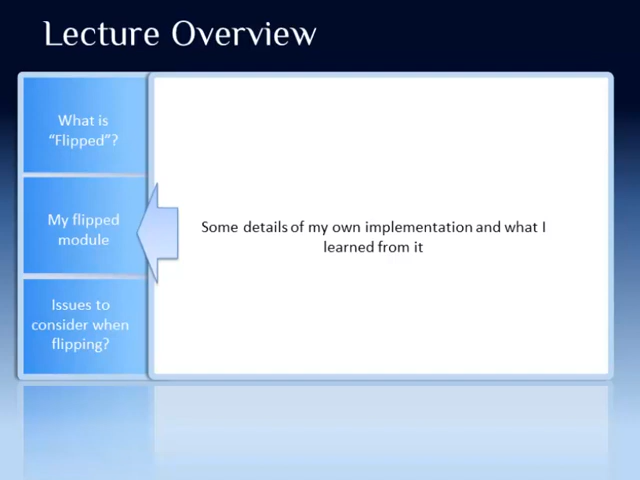 Lecture Overview
What is
“Flipped”?
My flipped
module
Issues to
consider when
flipping?
Some details of my own implementation and what I
learned from it